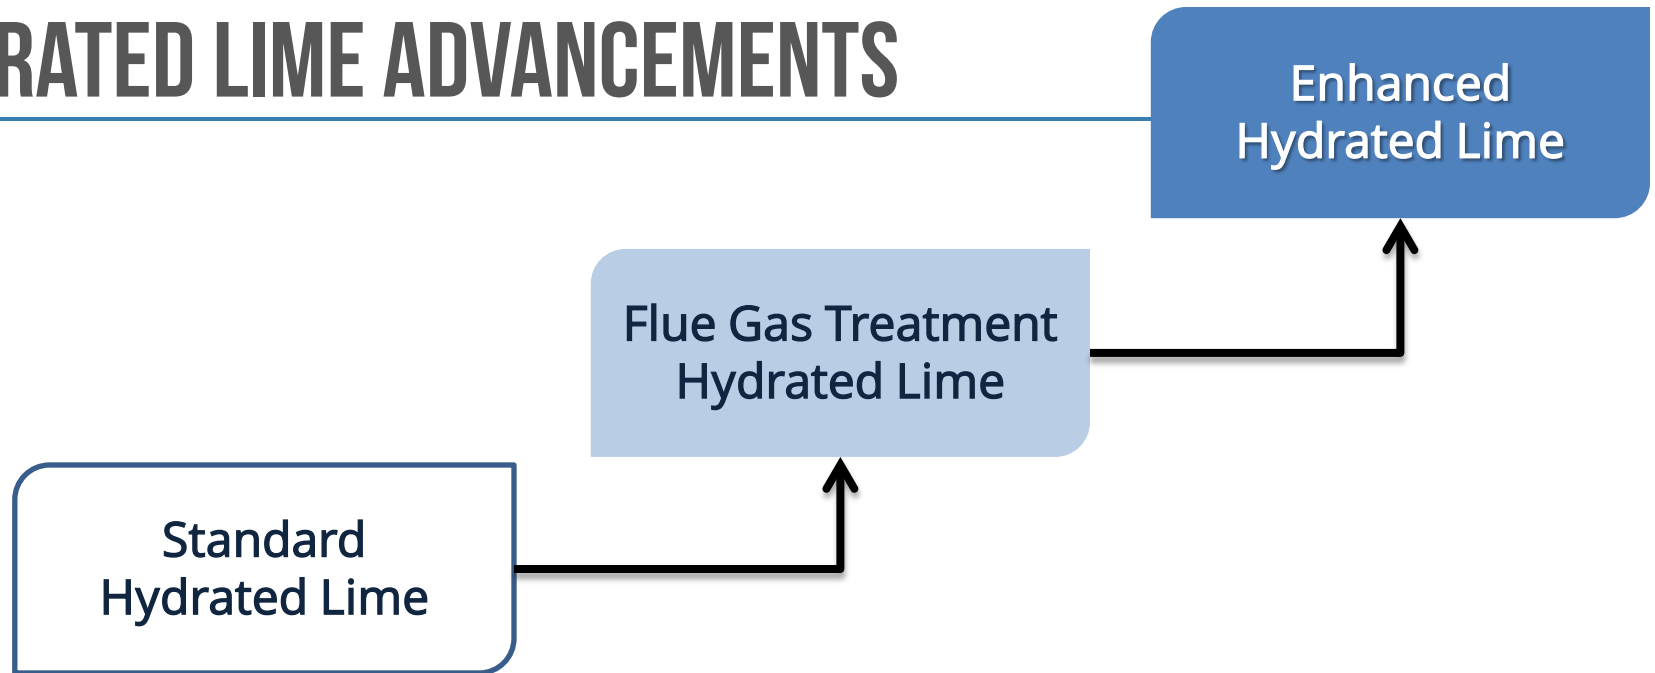 RATED LIME ADVANCEMENTS
Enhanced
Hydrated Lime
Flue Gas Treatment
Hydrated Lime
Standard
Hydrated Lime